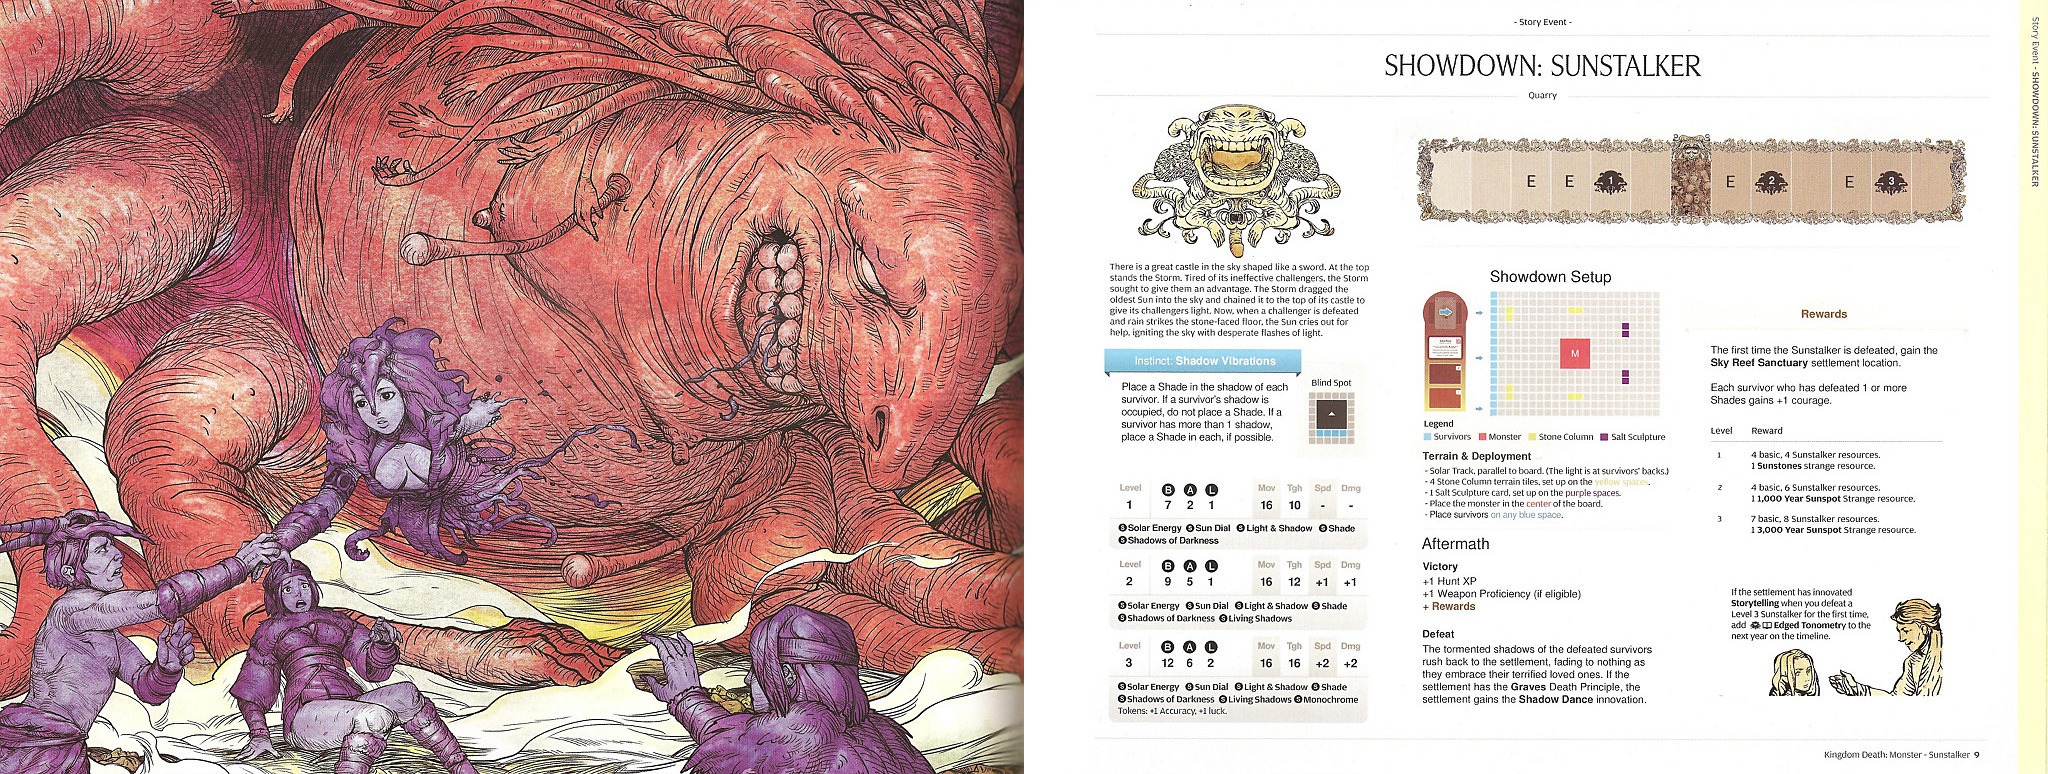 - Story Event -
SHOWDOWN: SUNSTALKER
Quarry
Story Event - SHOWDOWN: SUNSTALKER
E E 1 E 2 E 3
There is a great castle in the sky shaped like a sword. At the top
stands the Storm. Tired of its ineffective challengers, the Storm
sought to give them an advantage. The Storm dragged the
oldest Sun into the sky and chained it to the top of its castle to
give its challengers light. Now, when a challenger is defeated
and rain strikes the stone-faced floor, the Sun cries out for
help, igniting the sky with desperate flashes of light.
Instinct: Shadow Vibrations
Place a Shade in the shadow of each
survivor. If a survivor's shadow is
occupied, do not place a Shade. If a
survivor has more than 1 shadow,
place a Shade in each, if possible.
Blind Spot
Level B A L Mov Tgh Spd Dmg
1 7 2 1 16 10 - -
S Solar Energy S Sun Dial S Light & Shadow S Shade
S Shadows of Darkness
Level B A L Mov Tgh Spd Dmg
2 9 5 1 16 12 +1 +1
S Solar Energy S Sun Dial S Light & Shadow S Shade
S Shadows of Darkness S Living Shadows
Level B A L Mov Tgh Spd Dmg
3 12 6 2 16 16 +2 +2
S Solar Energy S Sun Dial S Light & Shadow S Shade
S Shadows of Darkness S Living Shadows S Monochrome
Tokens: +1 Accuracy, +1 luck.
Showdown Setup
M
Legend
Survivors Monster Stone Column Salt Sculpture
Terrain & Deployment
- Solar Track, parallel to board. (The light is at survivors' backs.)
- 4 Stone Column terrain tiles, set up on the yellow spaces.
- 1 Salt Sculpture card, set up on the purple spaces.
- Place the monster in the center of the board.
- Place survivors on any blue space.
Aftermath
Victory
+1 Hunt XP
+1 Weapon Proficiency (if eligible)
+ Rewards
Defeat
The tormented shadows of the defeated survivors
rush back to the settlement, fading to nothing as
they embrace their terrified loved ones. If the
settlement has the Graves Death Principle, the
settlement gains the Shadow Dance innovation.
Rewards
The first time the Sunstalker is defeated, gain the
Sky Reef Sanctuary settlement location.
Each survivor who has defeated 1 or more
Shades gains +1 courage.
Level Reward
1 4 basic, 4 Sunstalker resources.
1 Sunstones strange resource.
2 4 basic, 6 Sunstalker resources.
1 1,000 Year Sunspot Strange resource.
3 7 basic, 8 Sunstalker resources.
1 3,000 Year Sunspot Strange resource.
If the settlement has innovated
Storytelling when you defeat a
Level 3 Sunstalker for the first time,
add Edged Tonometry to the
next year on the timeline.
Kingdom Death: Monster - Sunstalker 9